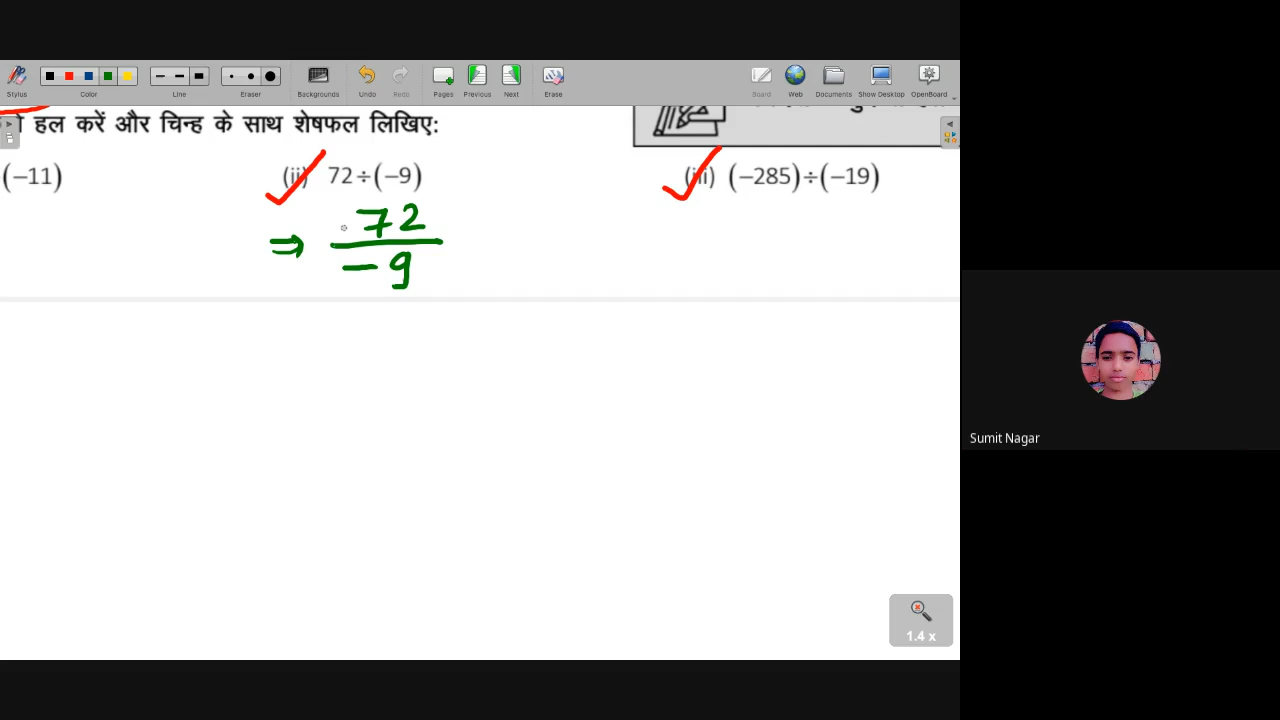 Stylus Color Line Eraser Backgrounds Undo Redo Pages Previous Next Erase Board Web Documents Show Desktop OpenBoard
हल करें और चिन्ह के साथ शेषफल लिखिए:
(−11) (ii) 72÷(−9) (iii) (−285)÷(−19)
⇒ 72
− 9
Sumit Nagar
1.4 x